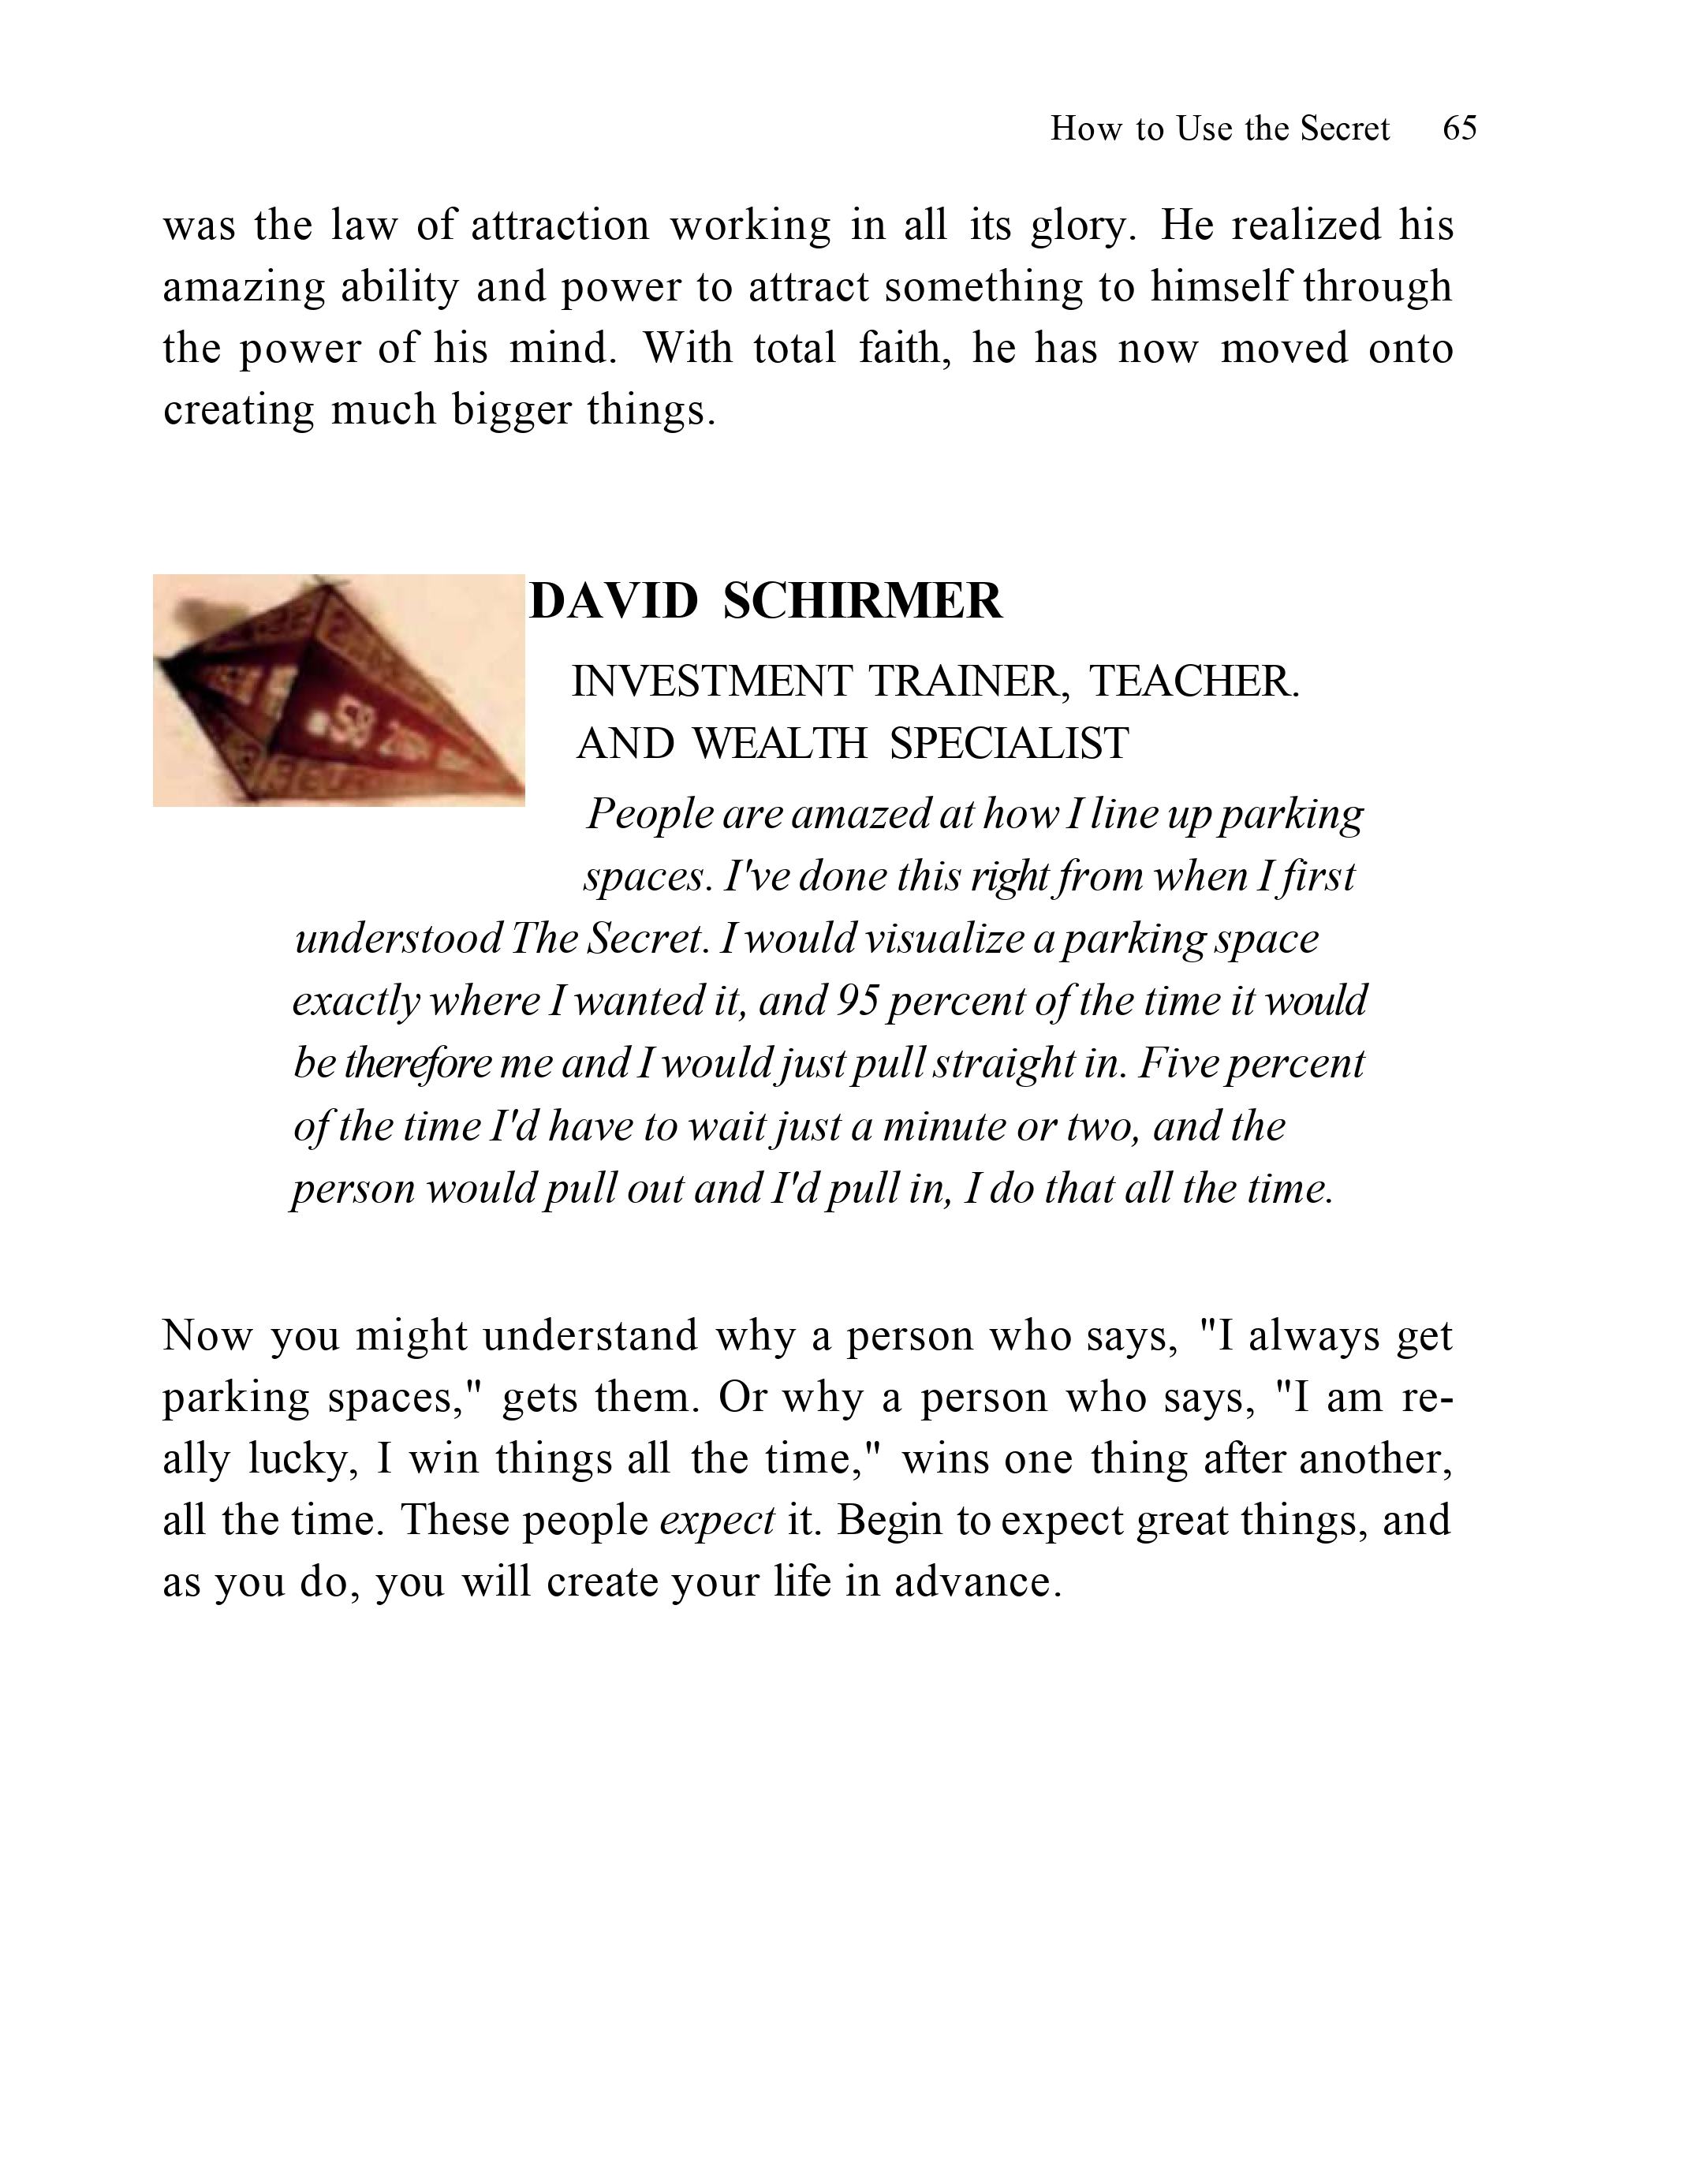 How to Use the Secret 65
was the law of attraction working in all its glory. He realized his
amazing ability and power to attract something to himself through
the power of his mind. With total faith, he has now moved onto
creating much bigger things.
DAVID SCHIRMER
INVESTMENT TRAINER, TEACHER.
AND WEALTH SPECIALIST
People are amazed at how I line up parking
spaces. I've done this right from when I first
understood The Secret. I would visualize a parking space
exactly where I wanted it, and 95 percent of the time it would
be therefore me and I would just pull straight in. Five percent
of the time I'd have to wait just a minute or two, and the
person would pull out and I'd pull in, I do that all the time.
Now you might understand why a person who says, "I always get
parking spaces," gets them. Or why a person who says, "I am re-
ally lucky, I win things all the time," wins one thing after another,
all the time. These people expect it. Begin to expect great things, and
as you do, you will create your life in advance.